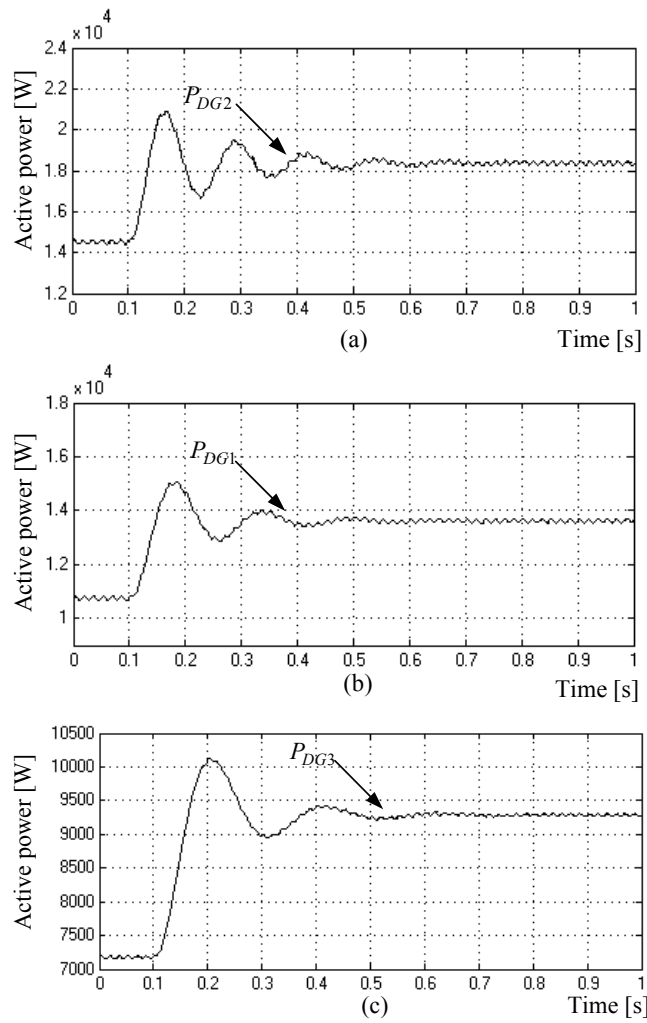 × 10⁴
Active power [W]
2.4
2.2
2
1.8
1.6
1.4
1.2
P_DG2
0 0.1 0.2 0.3 0.4 0.5 0.6 0.7 0.8 0.9 1
(a) Time [s]
× 10⁴
Active power [W]
1.8
1.6
1.4
1.2
1
P_DG1
0 0.1 0.2 0.3 0.4 0.5 0.6 0.7 0.8 0.9 1
(b) Time [s]
Active power [W]
10500
10000
9500
9000
8500
8000
7500
7000
P_DG3
0 0.1 0.2 0.3 0.4 0.5 0.6 0.7 0.8 0.9 1
(c) Time [s]